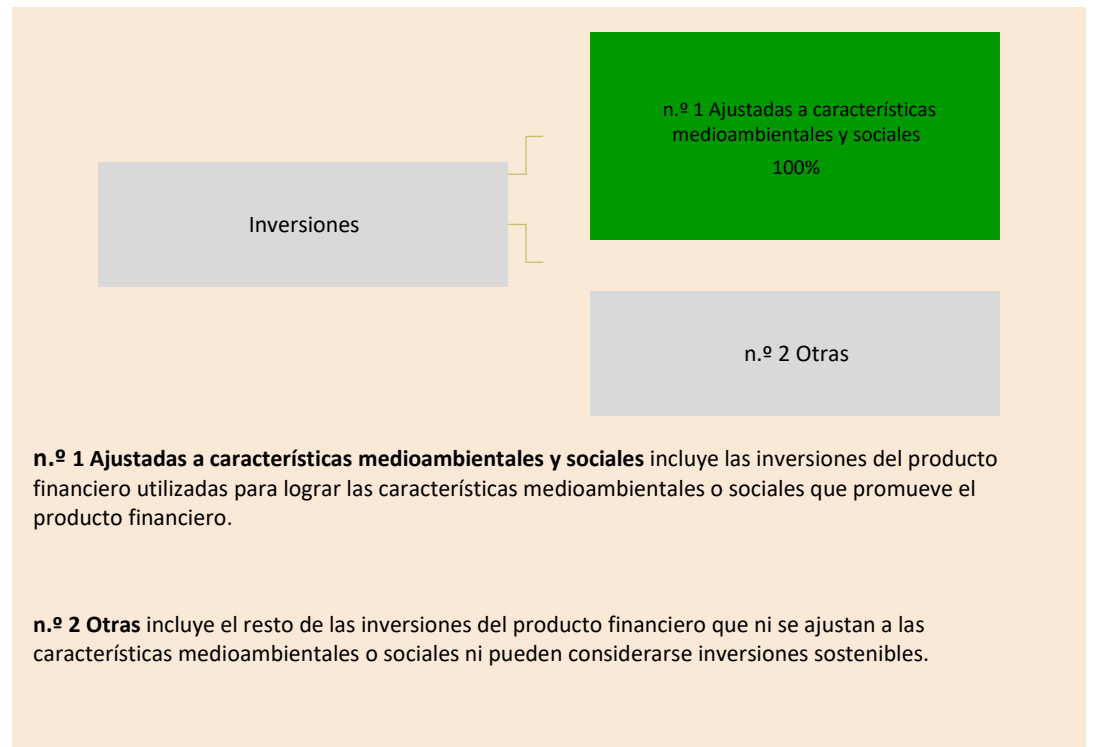 n.º 1 Ajustadas a características
medioambientales y sociales
100%
Inversiones
n.º 2 Otras
n.º 1 Ajustadas a características medioambientales y sociales incluye las inversiones del producto
financiero utilizadas para lograr las características medioambientales o sociales que promueve el
producto financiero.
n.º 2 Otras incluye el resto de las inversiones del producto financiero que ni se ajustan a las
características medioambientales o sociales ni pueden considerarse inversiones sostenibles.